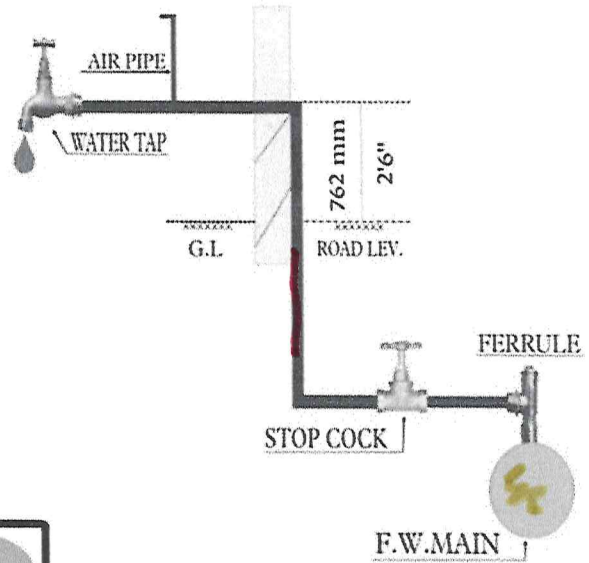 AIR PIPE
WATER TAP
762 mm
2'6"
G.L
ROAD LEV.
FERRULE
STOP COCK
F.W.MAIN